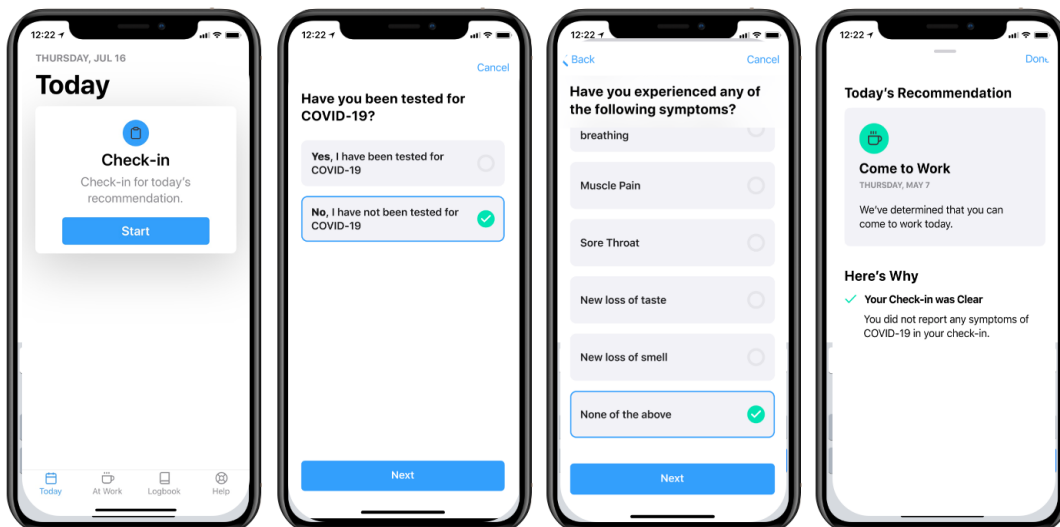 12:22
THURSDAY, JUL 16
Today
Check-in
Check-in for today's
recommendation.
Start
Today
At Work
Logbook
Help
12:22
Cancel
Have you been tested for
COVID-19?
Yes, I have been tested for
COVID-19
No, I have not been tested for
COVID-19
Next
12:22
Back
Cancel
Have you experienced any of
the following symptoms?
breathing
Muscle Pain
Sore Throat
New loss of taste
New loss of smell
None of the above
Next
12:22
Done
Today's Recommendation
Come to Work
THURSDAY, MAY 7
We've determined that you can
come to work today.
Here's Why
Your Check-in was Clear
You did not report any symptoms of
COVID-19 in your check-in.